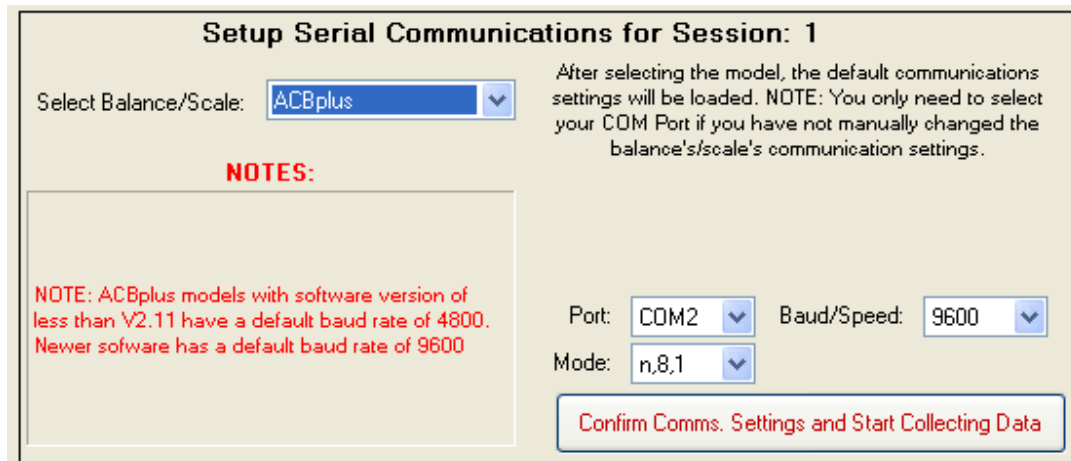 Setup Serial Communications for Session: 1
Select Balance/Scale:
ACBplus
After selecting the model, the default communications
settings will be loaded. NOTE: You only need to select
your COM Port if you have not manually changed the
balance's/scale's communication settings.
NOTES:
NOTE: ACBplus models with software version of
less than V2.11 have a default baud rate of 4800.
Newer sofware has a default baud rate of 9600
Port:
COM2
Baud/Speed:
9600
Mode:
n,8,1
Confirm Comms. Settings and Start Collecting Data